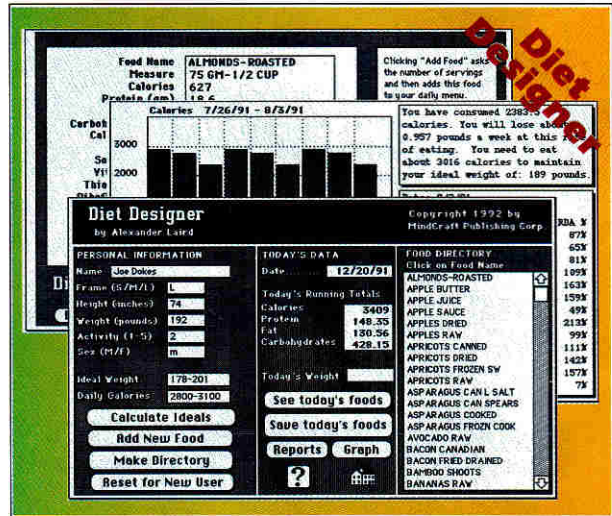 Diet
Designer
Food Name ALMONDS-ROASTED
Measure 75 GM-1/2 CUP
Calories 627
Protein (gm) 18.6
Clicking "Add Food" asks
the number of servings
and then adds this food
to your daily menu.
Calories 7/26/91 - 8/3/91
3000
2000
You have consumed 2383.
calories. You will lose about
0.957 pounds a week at this
of eating. You need to eat
about 3016 calories to maintain
your ideal weight of: 189 pounds.
RDA %
87%
65%
81%
109%
163%
159%
49%
213%
99%
111%
142%
157%
7%
Diet Designer
by Alexander Laird
Copyright 1992 by
MindCraft Publishing Corp.
PERSONAL INFORMATION
Name Joe Dokes
Frame (S/M/L) L
Height (inches) 74
Weight (pounds) 192
Activity (1-5) 2
Sex (M/F) m
Ideal Weight 178-201
Daily Calories 2800-3100
Calculate Ideals
Add New Food
Make Directory
Reset for New User
TODAY'S DATA
Date......... 12/20/91
Today's Running Totals
Calories 3409
Protein 148.35
Fat 130.56
Carbohydrates 428.15
Today's Weight
See today's foods
Save today's foods
Reports Graph
?
FOOD DIRECTORY
Click on Food Name
ALMONDS-ROASTED
APPLE BUTTER
APPLE JUICE
APPLE SAUCE
APPLES DRIED
APPLES RAW
APRICOTS CANNED
APRICOTS DRIED
APRICOTS FROZEN SW
APRICOTS RAW
ASPARAGUS CAN L SALT
ASPARAGUS CAN SPEARS
ASPARAGUS COOKED
ASPARAGUS FROZN COOK
AVOCADO RAW
BACON CANADIAN
BACON FRIED DRAINED
BAMBOO SHOOTS
BANANAS RAW